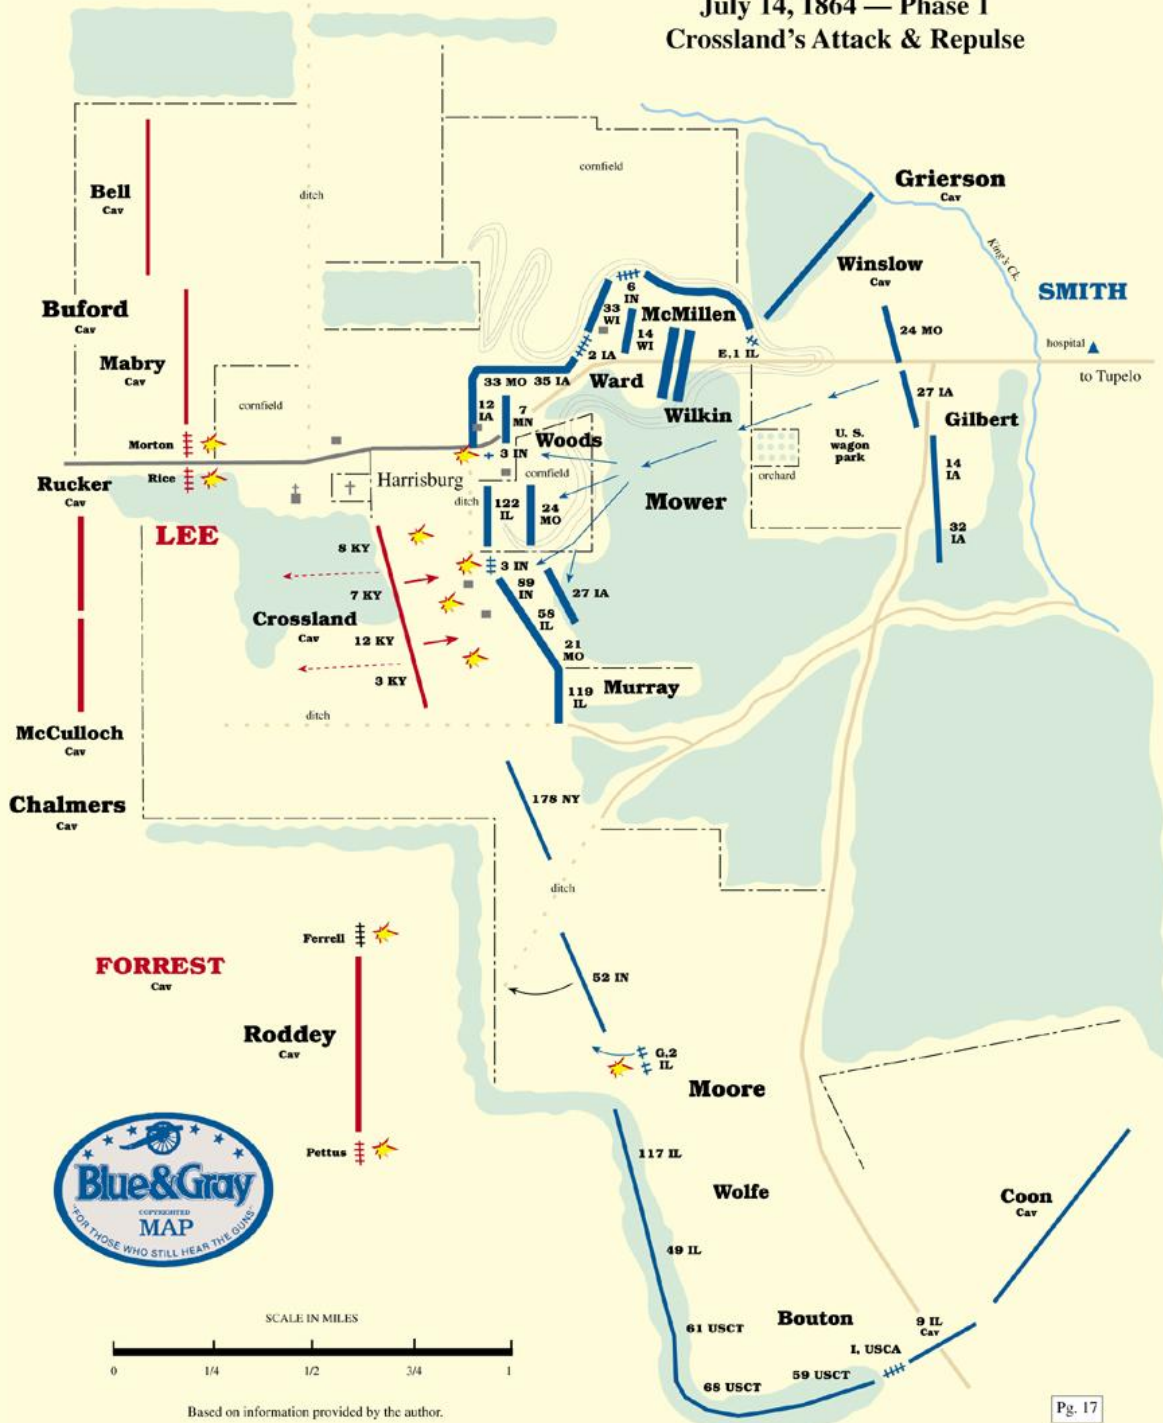 July 14, 1864 — Phase 1
Crossland's Attack & Repulse
cornfield
Grierson
Cav
Bell
Cav
ditch
King's Ck.
Winslow
Cav
SMITH
Buford
Cav
6
IN
33
WI
McMillen
14
WI
24 MO
hospital
2 IA
E,1 IL
Mabry
Cav
to Tupelo
33 MO
35 IA
Ward
27 IA
cornfield
12
IA
7
MN
Wilkin
Gilbert
Morton
Woods
U. S.
wagon
park
3 IN
14
IA
Rucker
Cav
Rice
Harrisburg
cornfield
orchard
ditch
122
IL
24
MO
Mower
32
IA
LEE
8 KY
3 IN
7 KY
89
IN
27 IA
Crossland
Cav
58
IL
12 KY
21
MO
3 KY
119
IL
Murray
ditch
McCulloch
Cav
178 NY
Chalmers
Cav
ditch
Ferrell
FORREST
Cav
52 IN
Roddey
Cav
G,2
IL
Moore
Pettus
117 IL
Blue&Gray
COPYRIGHTED
MAP
"FOR THOSE WHO STILL HEAR THE GUNS"
Wolfe
Coon
Cav
49 IL
SCALE IN MILES
Bouton
9 IL
Cav
61 USCT
I, USCA
0 1/4 1/2 3/4 1
59 USCT
68 USCT
Based on information provided by the author.
Pg. 17